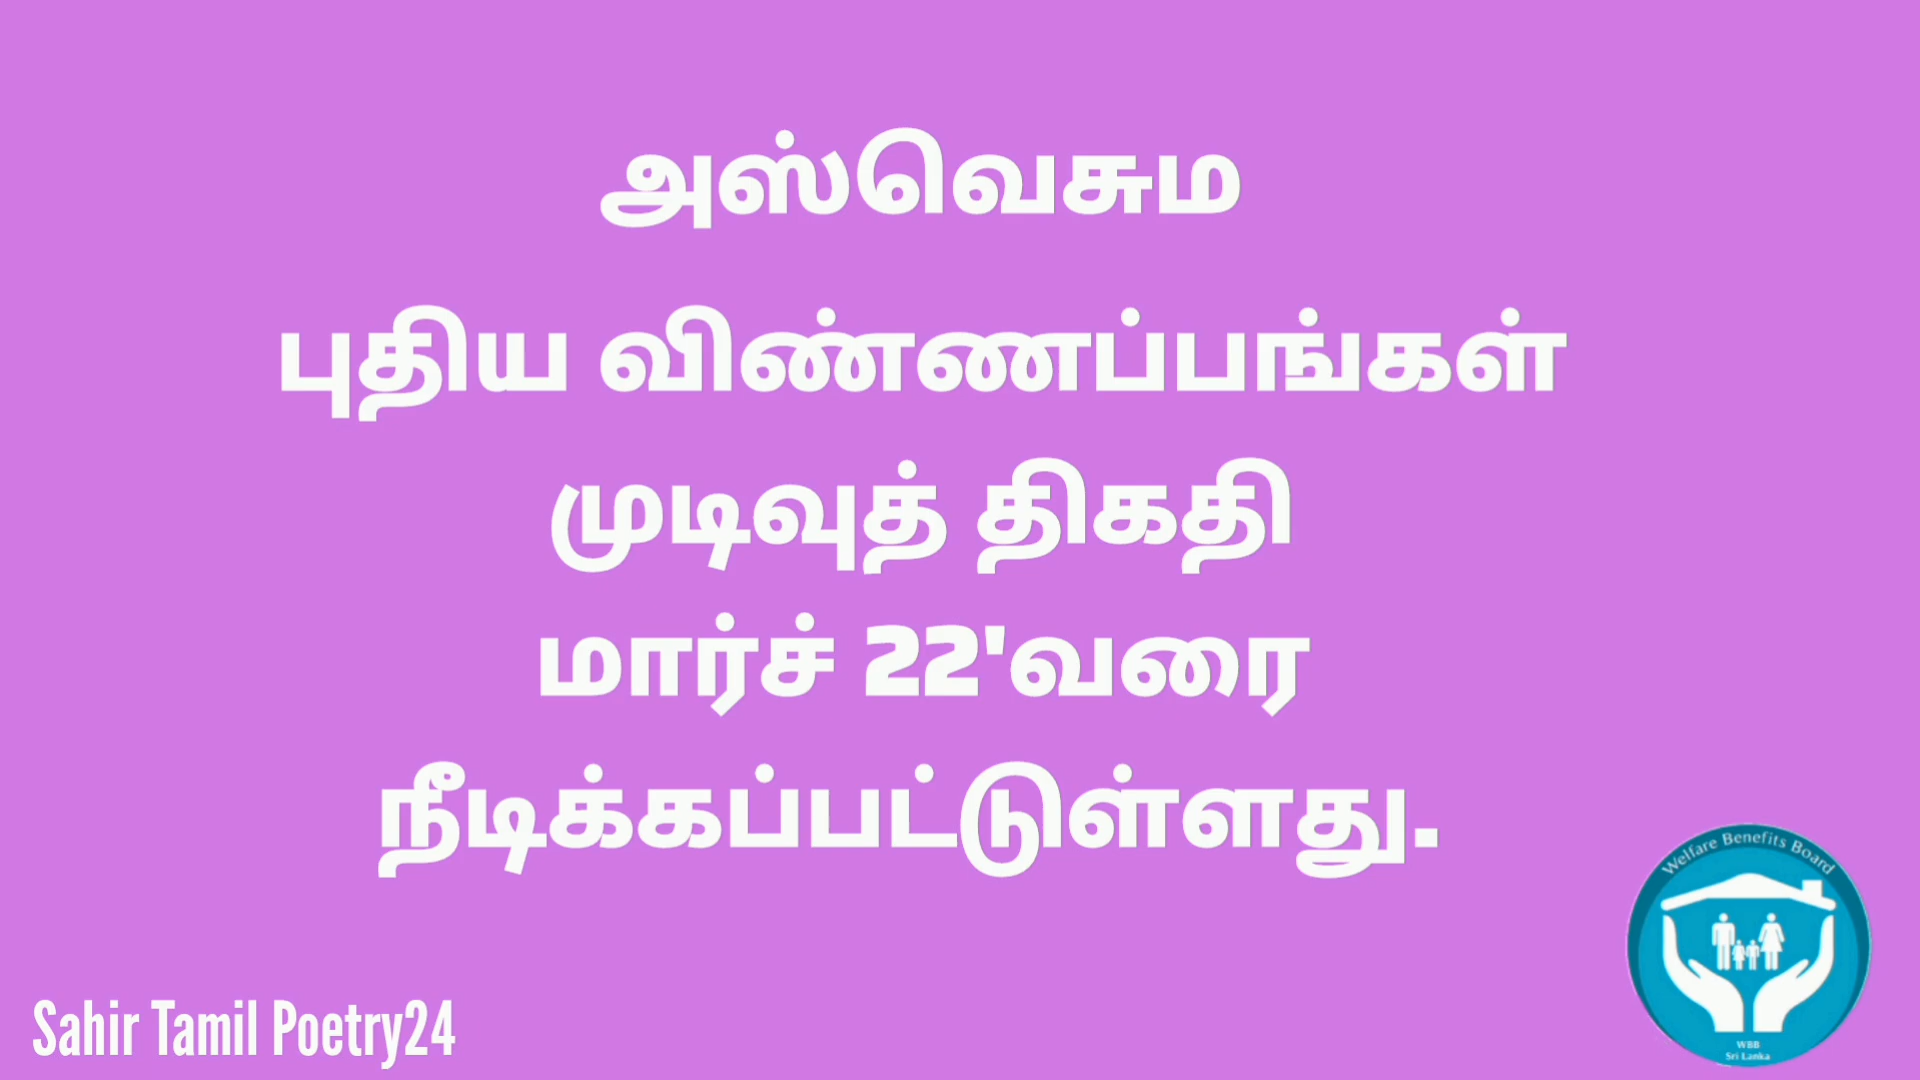 அஸ்வெசும
புதிய விண்ணப்பங்கள்
முடிவுத் திகதி
மார்ச் 22'வரை
நீடிக்கப்பட்டுள்ளது.
Welfare Benefits Board
WBB
Sri Lanka
Sahir Tamil Poetry24